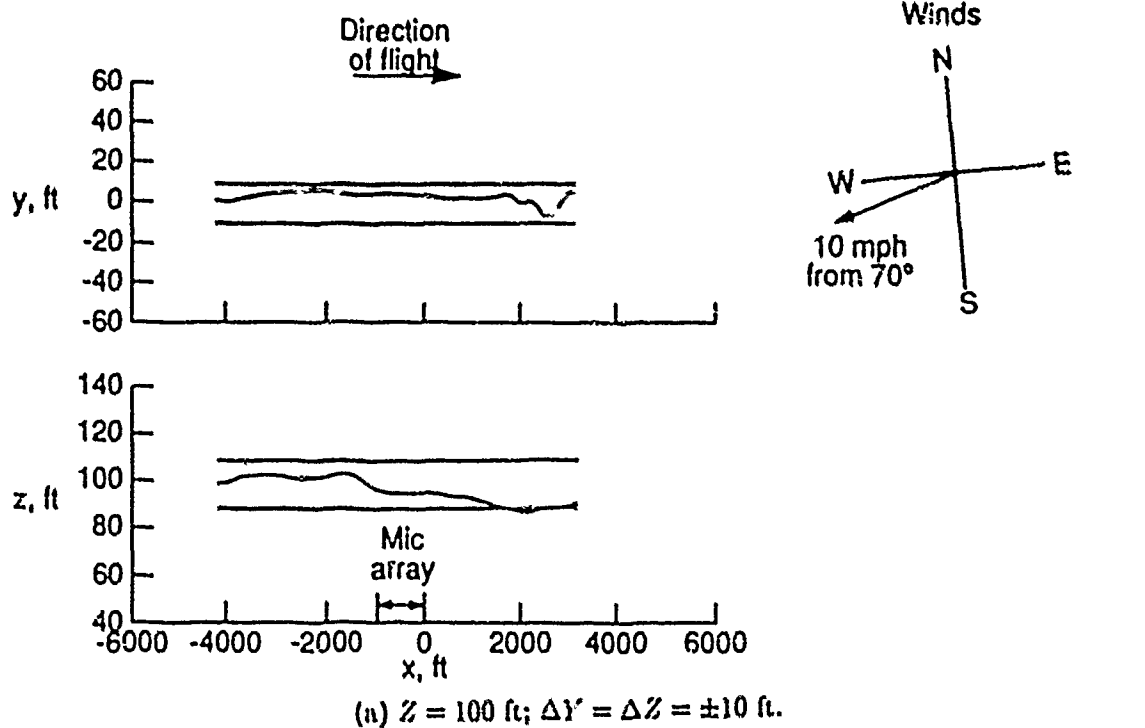 Direction
of flight
60
40
20
y, ft
0
-20
-40
-60
Winds
N
W
E
10 mph
from 70°
S
140
120
100
z, ft
80
60
40
Mic
array
-6000 -4000 -2000 0 2000 4000 6000
x, ft
(a) Z = 100 ft; ΔY = ΔZ = ±10 ft.